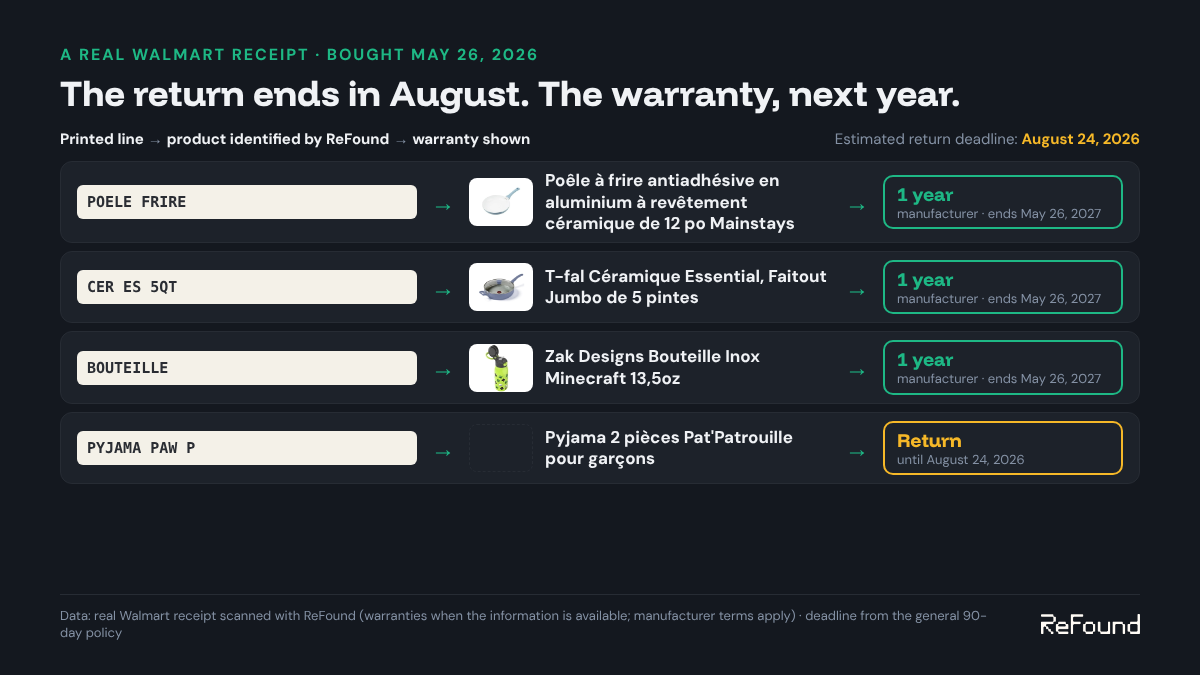 A REAL WALMART RECEIPT · BOUGHT MAY 26, 2026
The return ends in August. The warranty, next year.
Printed line → product identified by ReFound → warranty shown
Estimated return deadline: August 24, 2026
POELE FRIRE
→
Poêle à frire antiadhésive en
aluminium à revêtement
céramique de 12 po Mainstays
→
1 year
manufacturer · ends May 26, 2027
CER ES 5QT
→
T-fal Céramique Essential, Faitout
Jumbo de 5 pintes
→
1 year
manufacturer · ends May 26, 2027
BOUTEILLE
→
Zak Designs Bouteille Inox
Minecraft 13,5oz
→
1 year
manufacturer · ends May 26, 2027
PYJAMA PAW P
→
Pyjama 2 pièces Pat'Patrouille
pour garçons
→
Return
until August 24, 2026
Data: real Walmart receipt scanned with ReFound (warranties when the information is available; manufacturer terms apply) · deadline from the general 90-
day policy
ReFound